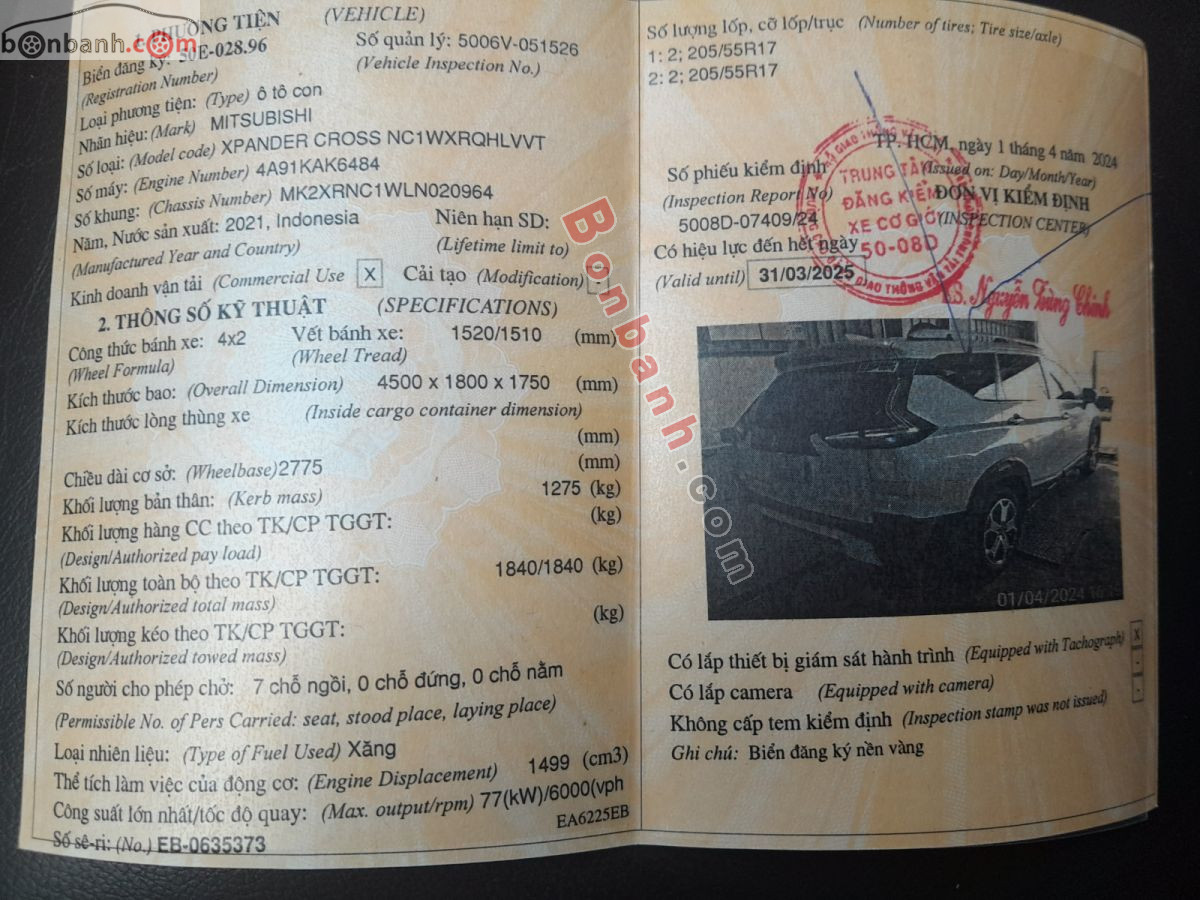 bonbanh.com
1. PHƯƠNG TIỆN (VEHICLE)
Biển đăng ký: 50E-028.96 Số quản lý: 5006V-051526
(Registration Number) (Vehicle Inspection No.)
Loại phương tiện: (Type) ô tô con
Nhãn hiệu: (Mark) MITSUBISHI
Số loại: (Model code) XPANDER CROSS NC1WXRQHLVVT
Số máy: (Engine Number) 4A91KAK6484
Số khung: (Chassis Number) MK2XRNC1WLN020964
Năm, Nước sản xuất: 2021, Indonesia Niên hạn SD:
(Manufactured Year and Country) (Lifetime limit to)
Kinh doanh vận tải (Commercial Use X Cải tạo (Modification) -
2. THÔNG SỐ KỸ THUẬT (SPECIFICATIONS)
Công thức bánh xe: 4x2 Vết bánh xe: 1520/1510 (mm)
(Wheel Formula) (Wheel Tread)
Kích thước bao: (Overall Dimension) 4500 x 1800 x 1750 (mm)
Kích thước lòng thùng xe (Inside cargo container dimension)
(mm)
Chiều dài cơ sở: (Wheelbase) 2775 (mm)
Khối lượng bản thân: (Kerb mass) 1275 (kg)
Khối lượng hàng CC theo TK/CP TGGT: (kg)
(Design/Authorized pay load)
Khối lượng toàn bộ theo TK/CP TGGT: 1840/1840 (kg)
(Design/Authorized total mass)
Khối lượng kéo theo TK/CP TGGT: (kg)
(Design/Authorized towed mass)
Số người cho phép chở: 7 chỗ ngồi, 0 chỗ đứng, 0 chỗ nằm
(Permissible No. of Pers Carried: seat, stood place, laying place)
Loại nhiên liệu: (Type of Fuel Used) Xăng
Thể tích làm việc của động cơ: (Engine Displacement) 1499 (cm3)
Công suất lớn nhất/tốc độ quay: (Max. output/rpm) 77(kW)/6000(vph
EA6225EB
Số sê-ri: (No.) EB-0635373
Số lượng lốp, cỡ lốp/trục (Number of tires; Tire size/axle)
1: 2; 205/55R17
2: 2; 205/55R17
TP. HCM, ngày 1 tháng 4 năm 2024
Số phiếu kiểm định (Issued on: Day/Month/Year)
(Inspection Report No) ĐƠN VỊ KIỂM ĐỊNH
5008D-07409/24 (INSPECTION CENTER)
Có hiệu lực đến hết ngày
(Valid until) 31/03/2025
TRUNG TÂM
ĐĂNG KIỂM
XE CƠ GIỚI
50-08D
KS. Nguyễn Tùng Chinh
Bonbanh.com
01/04/2024
Có lắp thiết bị giám sát hành trình (Equipped with Tachograph) X
Có lắp camera (Equipped with camera) -
Không cấp tem kiểm định (Inspection stamp was not issued) -
Ghi chú: Biển đăng ký nền vàng